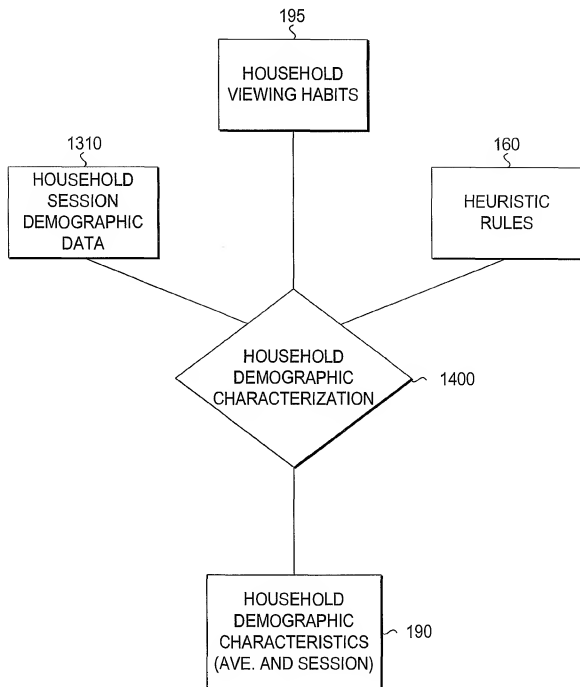 195
HOUSEHOLD
VIEWING HABITS
1310
HOUSEHOLD
SESSION
DEMOGRAPHIC
DATA
160
HEURISTIC
RULES
HOUSEHOLD
DEMOGRAPHIC
CHARACTERIZATION
1400
HOUSEHOLD
DEMOGRAPHIC
CHARACTERISTICS
(AVE. AND SESSION)
190